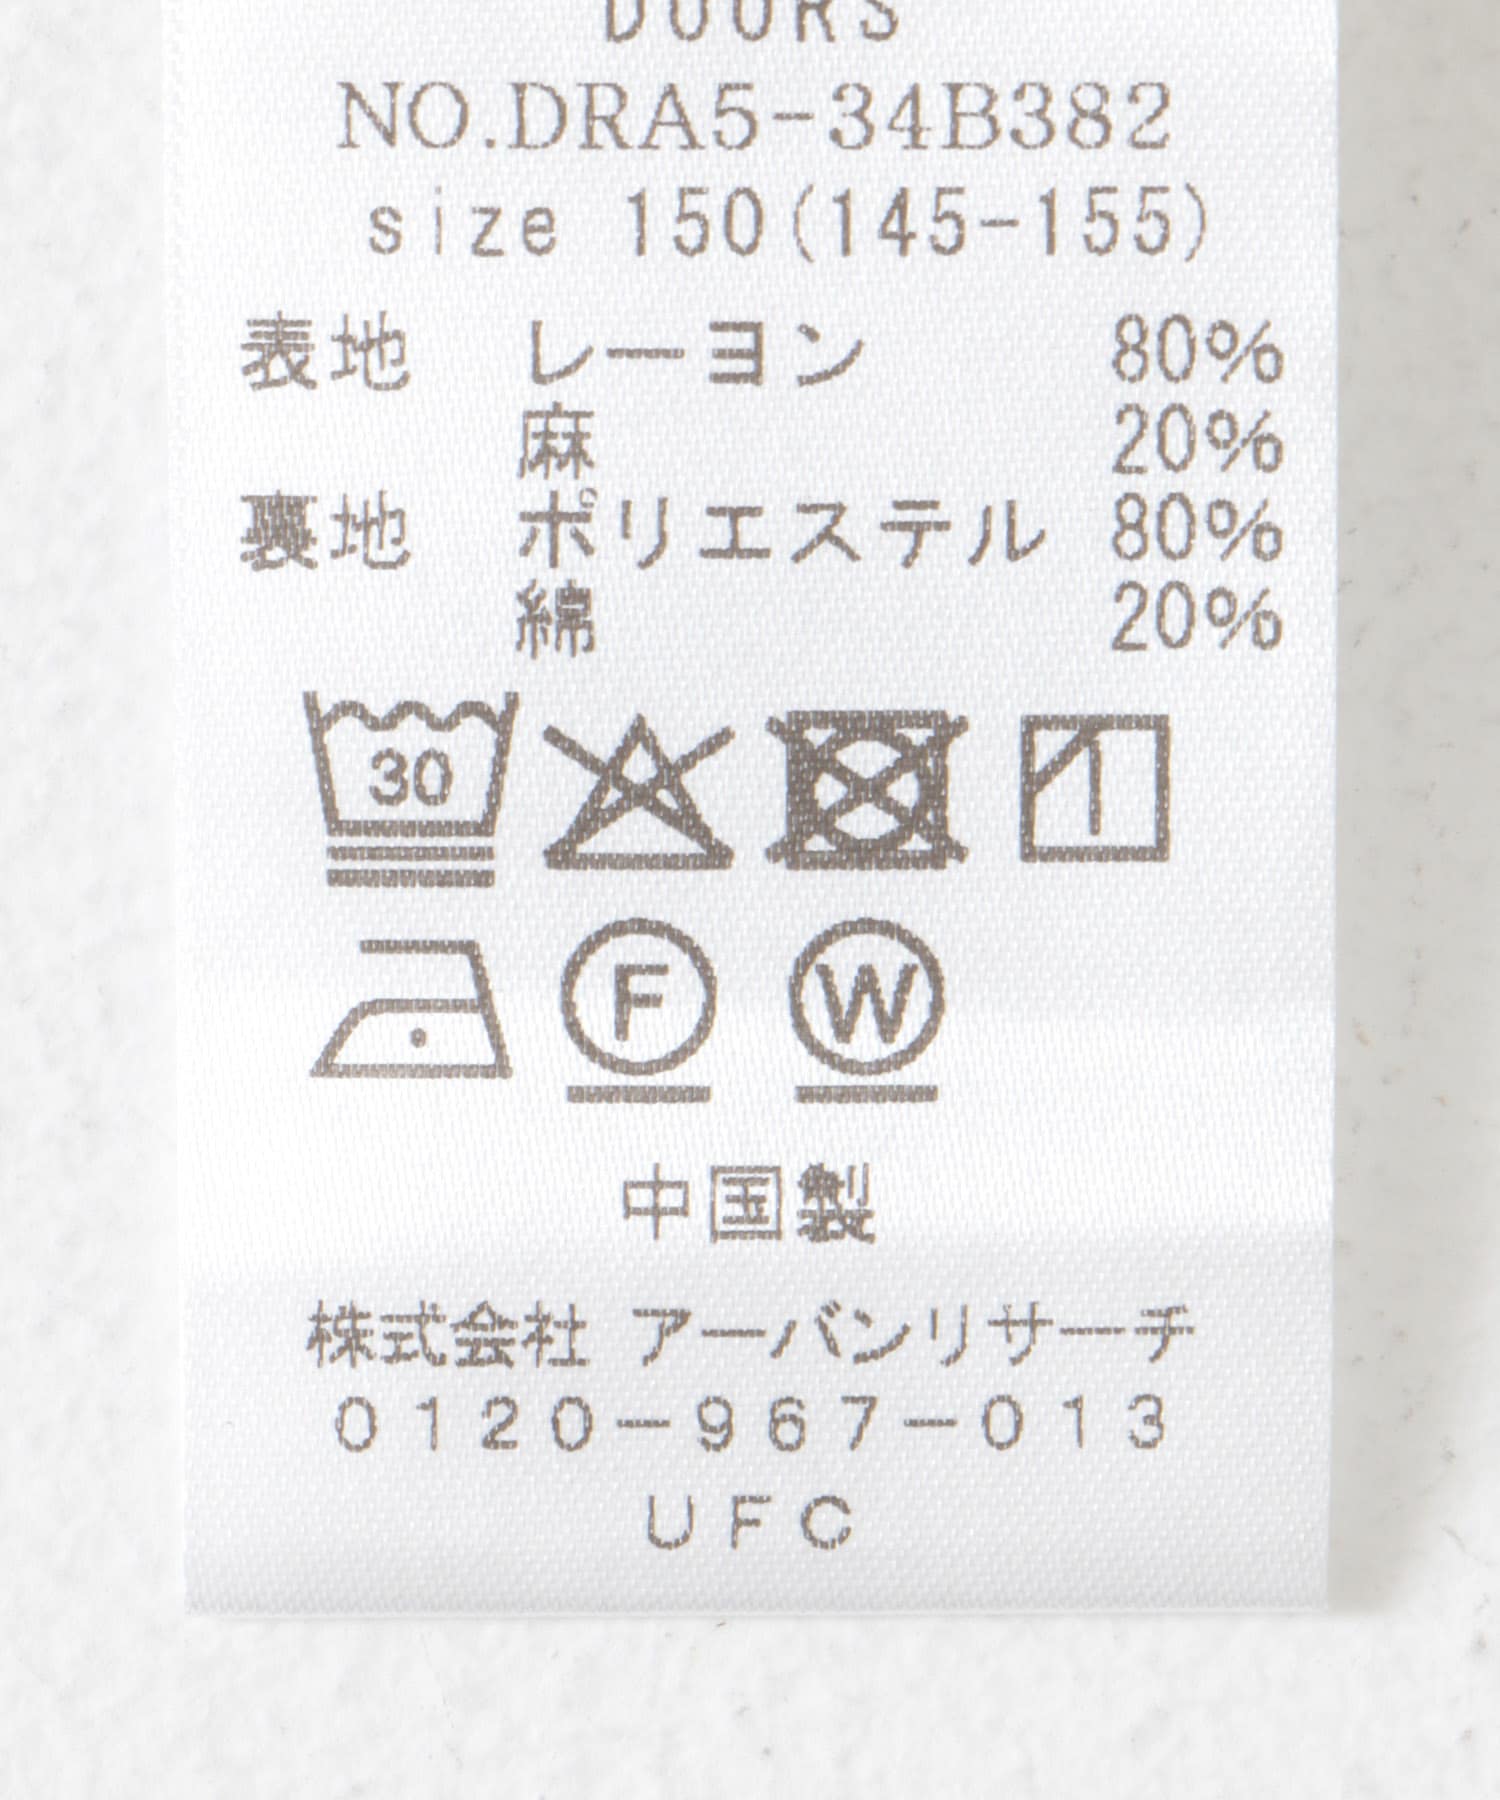 DOORS
NO.DRA5-34B382
size 150(145-155)
表地 レーヨン 80%
麻 20%
裏地 ポリエステル 80%
綿 20%
30
F W
中国製
株式会社 アーバンリサーチ
0120-967-013
UFC